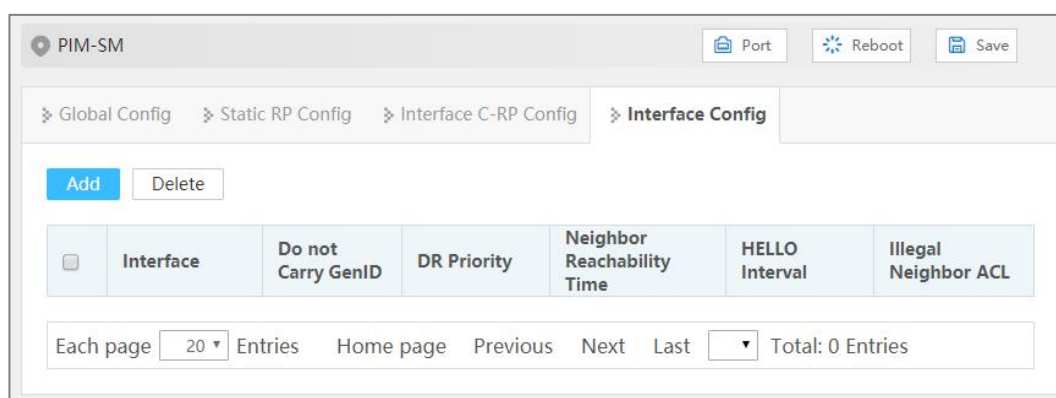 PIM-SM Port Reboot Save
Global Config Static RP Config Interface C-RP Config Interface Config
Add Delete
Interface Do not Carry GenID DR Priority Neighbor Reachability Time HELLO Interval Illegal Neighbor ACL
Each page 20 Entries Home page Previous Next Last Total: 0 Entries